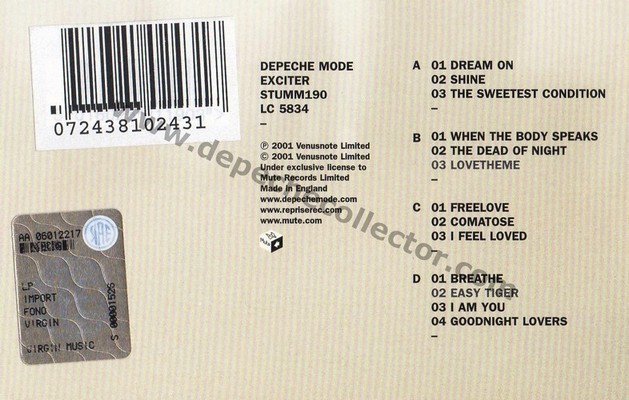 072438102431
DEPECHE MODE
EXCITER
STUMM190
LC 5834
–
℗ 2001 Venusnote Limited
© 2001 Venusnote Limited
Under exclusive license to
Mute Records Limited
Made in England
www.depechemode.com
www.repriserec.com
www.mute.com
Mute
A 01 DREAM ON
02 SHINE
03 THE SWEETEST CONDITION
–
B 01 WHEN THE BODY SPEAKS
02 THE DEAD OF NIGHT
03 LOVETHEME
–
C 01 FREELOVE
02 COMATOSE
03 I FEEL LOVED
–
D 01 BREATHE
02 EASY TIGER
03 I AM YOU
04 GOODNIGHT LOVERS
–
AA 06012217
LP
IMPORT
FONO
VIRGIN
VIRGIN MUSIC
S 00001526
www.depechecollector.com